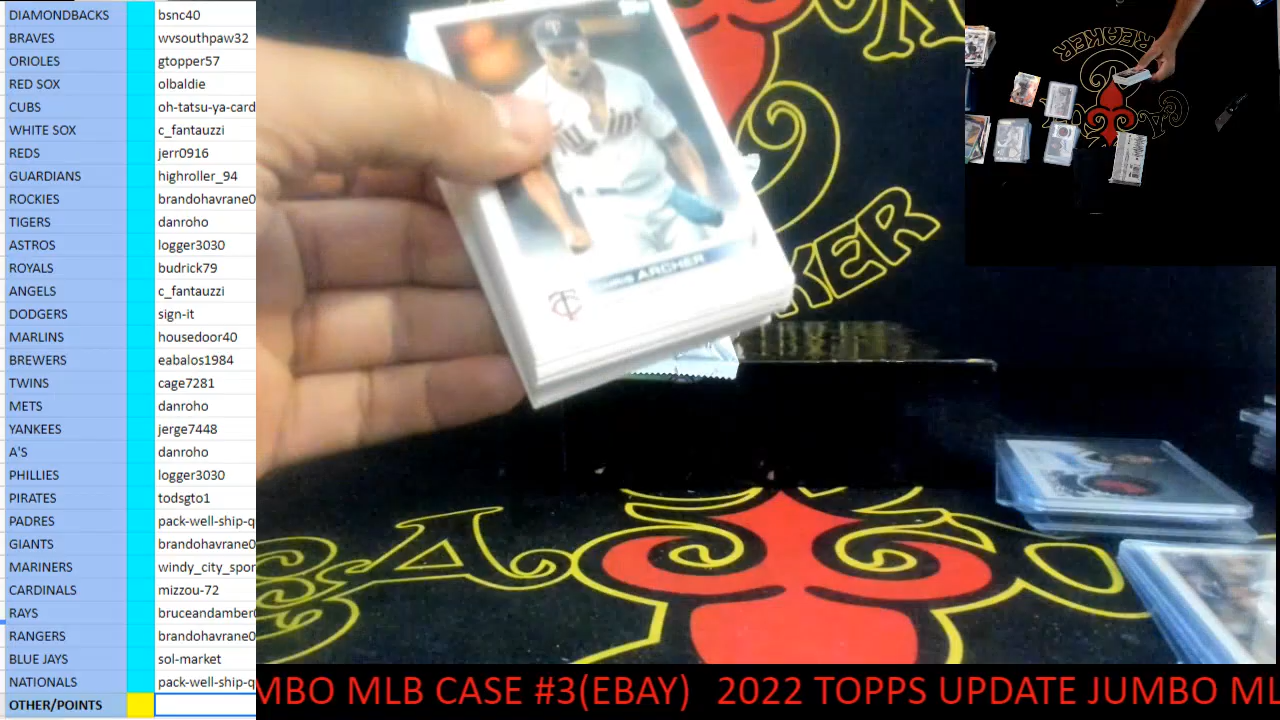 DIAMONDBACKS bsnc40
BRAVES wvsouthpaw32
ORIOLES gtopper57
RED SOX olbaldie
CUBS oh-tatsu-ya-card
WHITE SOX c_fantauzzi
REDS jerr0916
GUARDIANS highroller_94
ROCKIES brandohavrane0
TIGERS danroho
ASTROS logger3030
ROYALS budrick79
ANGELS c_fantauzzi
DODGERS sign-it
MARLINS housedoor40
BREWERS eabalos1984
TWINS cage7281
METS danroho
YANKEES jerge7448
A'S danroho
PHILLIES logger3030
PIRATES todsgto1
PADRES pack-well-ship-q
GIANTS brandohavrane0
MARINERS windy_city_spor
CARDINALS mizzou-72
RAYS bruceandamber
RANGERS brandohavrane0
BLUE JAYS sol-market
NATIONALS pack-well-ship-q
OTHER/POINTS
ARCHER
TC
KER
REAKER
MBO MLB CASE #3(EBAY) 2022 TOPPS UPDATE JUMBO ML